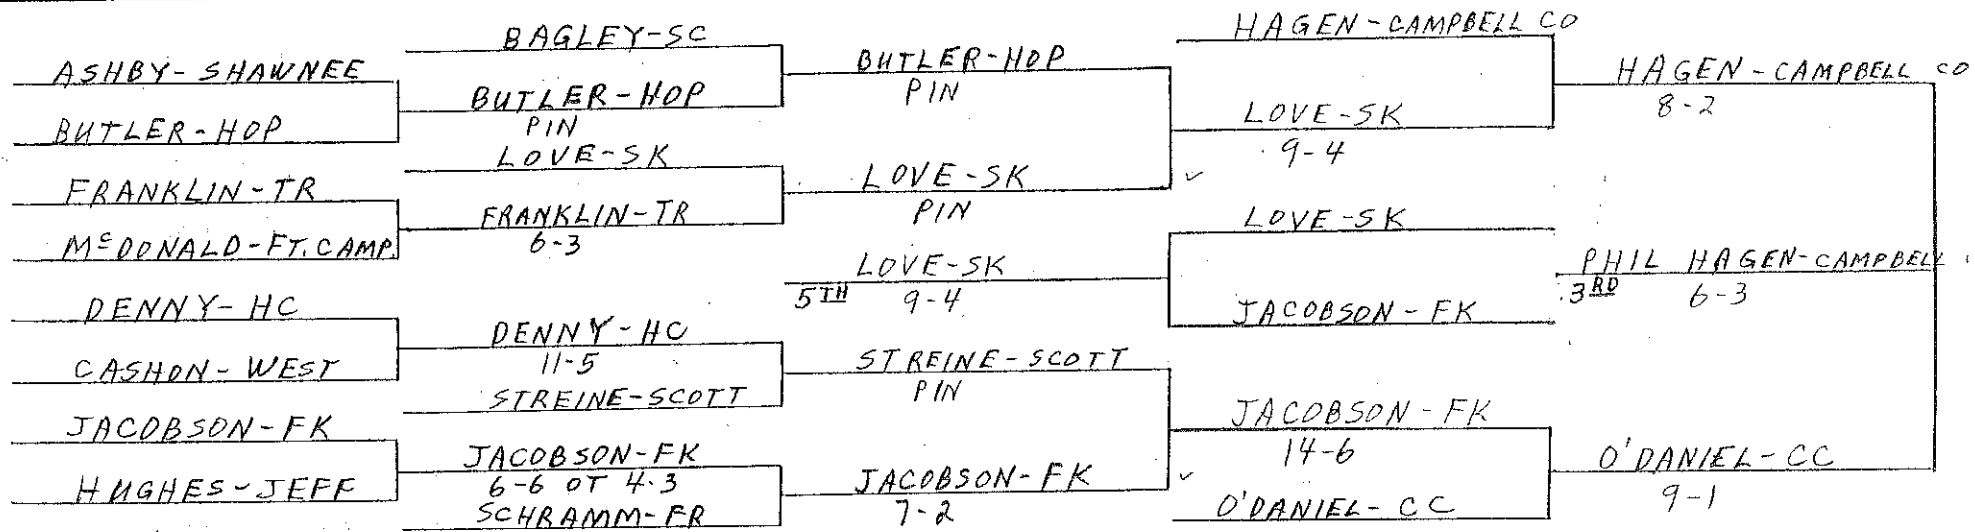 ASHBY-SHAWNEE
BUTLER-HOP
FRANKLIN-TR
McDONALD-FT. CAMP.
DENNY-HC
CASHON-WEST
JACOBSON-FK
HUGHES-JEFF
BAGLEY-SC
BUTLER-HOP
PIN
LOVE-SK
FRANKLIN-TR
6-3
DENNY-HC
11-5
STREINE-SCOTT
JACOBSON-FK
6-6 OT 4-3
SCHRAMM-FR
BUTLER-HOP
PIN
LOVE-SK
PIN
LOVE-SK
5TH 9-4
STREINE-SCOTT
PIN
JACOBSON-FK
7-2
HAGEN-CAMPBELL CO
LOVE-SK
9-4
LOVE-SK
JACOBSON-FK
JACOBSON-FK
14-6
O'DANIEL-CC
HAGEN-CAMPBELL CO
8-2
PHIL HAGEN-CAMPBELL
3RD 6-3
O'DANIEL-CC
9-1